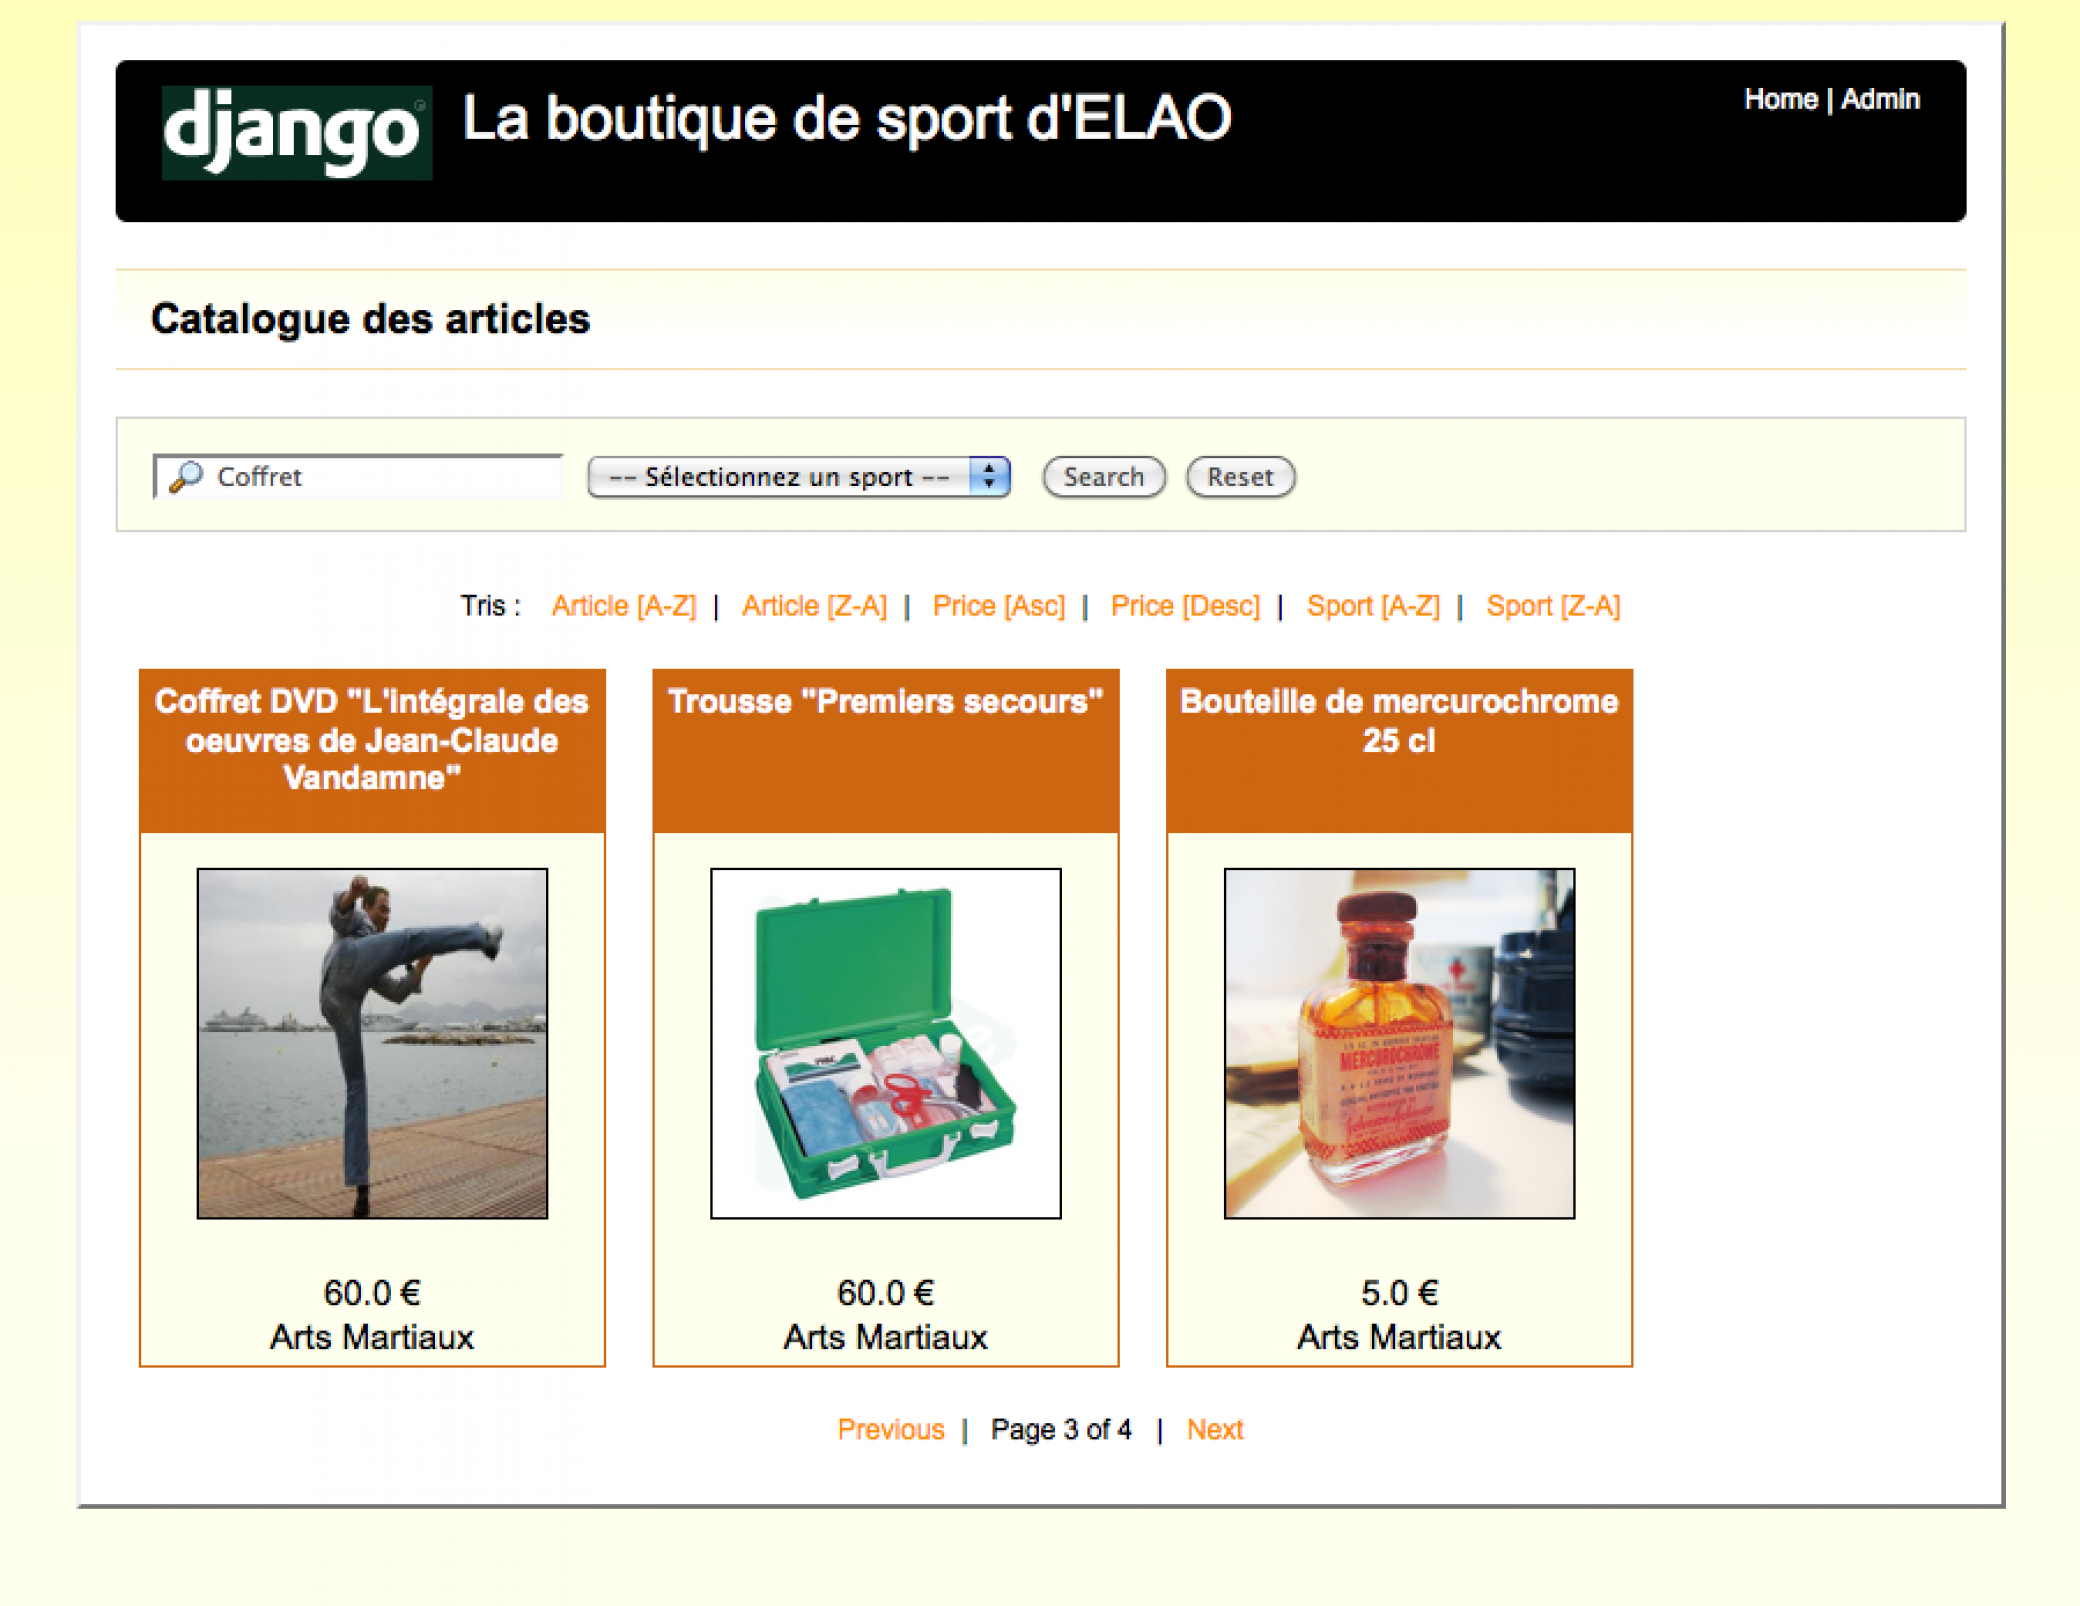 django
La boutique de sport d'ELAO
Home | Admin
Catalogue des articles
Coffret
-- Sélectionnez un sport --
Search
Reset
Tris : Article [A-Z] | Article [Z-A] | Price [Asc] | Price [Desc] | Sport [A-Z] | Sport [Z-A]
Coffret DVD "L'intégrale des
oeuvres de Jean-Claude
Vandamne"
60.0 €
Arts Martiaux
Trousse "Premiers secours"
60.0 €
Arts Martiaux
Bouteille de mercurochrome
25 cl
MERCUROCHROME
5.0 €
Arts Martiaux
Previous | Page 3 of 4 | Next